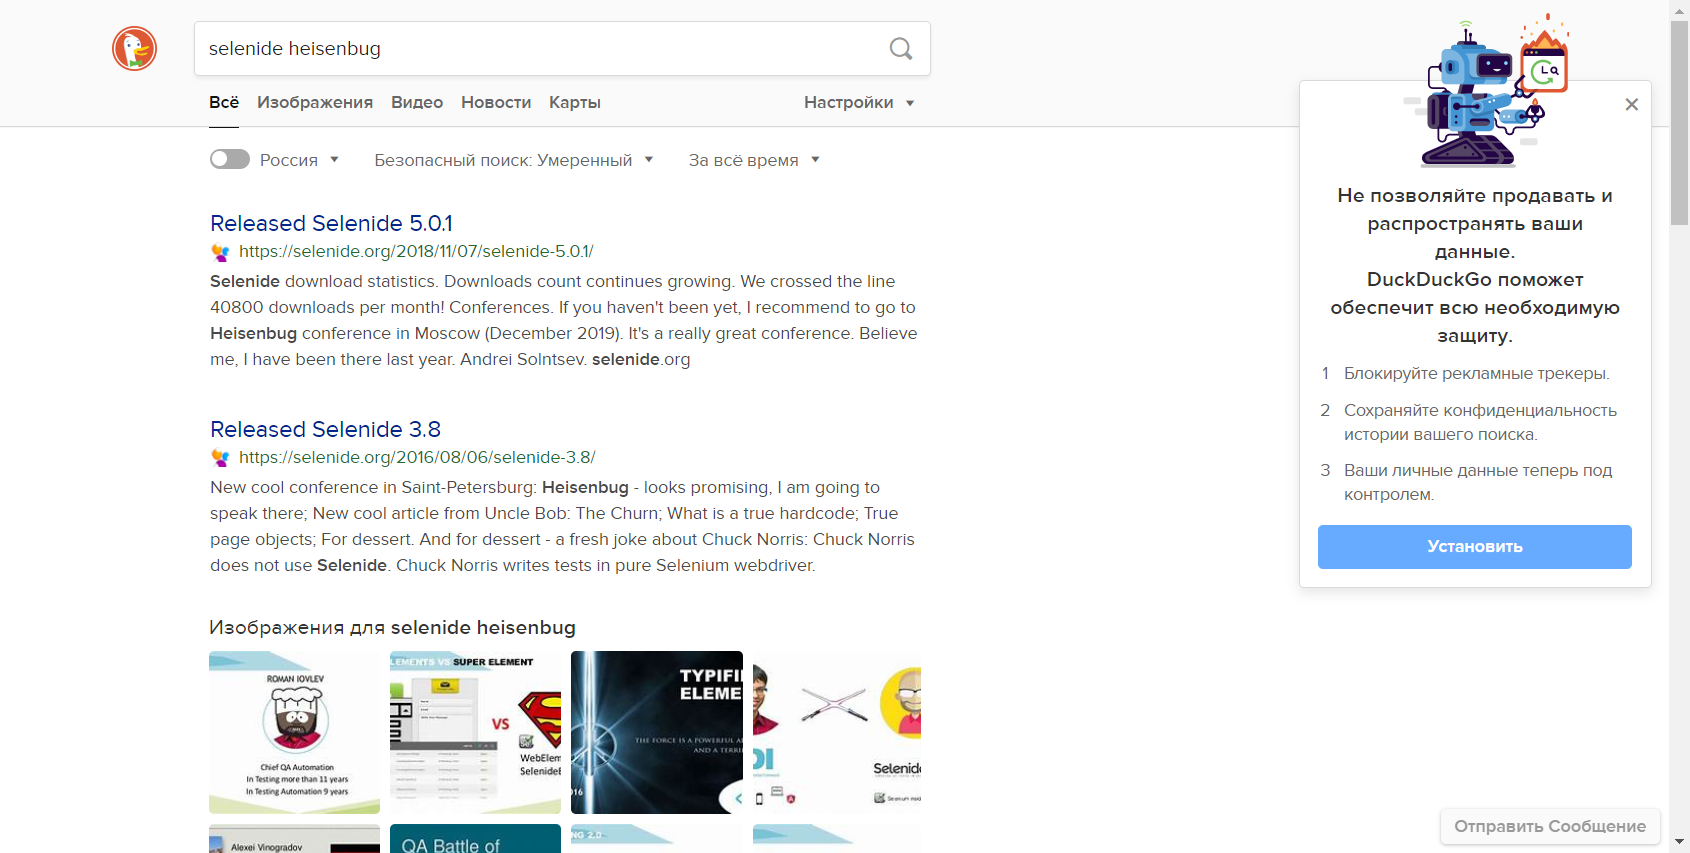 selenide heisenbug
Всё Изображения Видео Новости Карты Настройки
Россия Безопасный поиск: Умеренный За всё время
Released Selenide 5.0.1
https://selenide.org/2018/11/07/selenide-5.0.1/
Selenide download statistics. Downloads count continues growing. We crossed the line
40800 downloads per month! Conferences. If you haven't been yet, I recommend to go to
Heisenbug conference in Moscow (December 2019). It's a really great conference. Believe
me, I have been there last year. Andrei Solntsev. selenide.org
Released Selenide 3.8
https://selenide.org/2016/08/06/selenide-3.8/
New cool conference in Saint-Petersburg: Heisenbug - looks promising, I am going to
speak there; New cool article from Uncle Bob: The Churn; What is a true hardcode; True
page objects; For dessert. And for dessert - a fresh joke about Chuck Norris: Chuck Norris
does not use Selenide. Chuck Norris writes tests in pure Selenium webdriver.
Изображения для selenide heisenbug
ROMAN IOVLEV
Chief QA Automation
In Testing more than 11 years
In Testing Automation 9 years
LEMENTS VS SUPER ELEMENT
VS
WebElem
SelenideE
TYPIFI
ELEME
THE FORCE IS A POWERFUL A
AND A TERRI
016
DI
Selenid
Alexei Vinogradov
QA Battle of
NG 2.0
Не позволяйте продавать и
распространять ваши
данные.
DuckDuckGo поможет
обеспечит всю необходимую
защиту.
1 Блокируйте рекламные трекеры.
2 Сохраняйте конфиденциальность
истории вашего поиска.
3 Ваши личные данные теперь под
контролем.
Установить
Отправить Сообщение